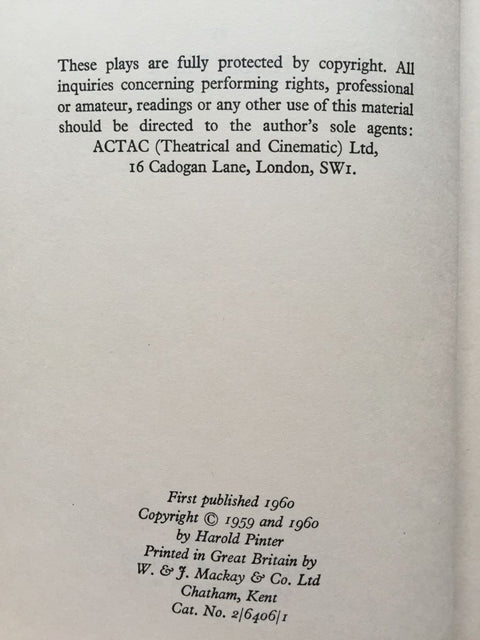 These plays are fully protected by copyright. All
inquiries concerning performing rights, professional
or amateur, readings or any other use of this material
should be directed to the author's sole agents:
ACTAC (Theatrical and Cinematic) Ltd,
16 Cadogan Lane, London, SW1.
First published 1960
Copyright © 1959 and 1960
by Harold Pinter
Printed in Great Britain by
W. & J. Mackay & Co. Ltd
Chatham, Kent
Cat. No. 2/6406/1